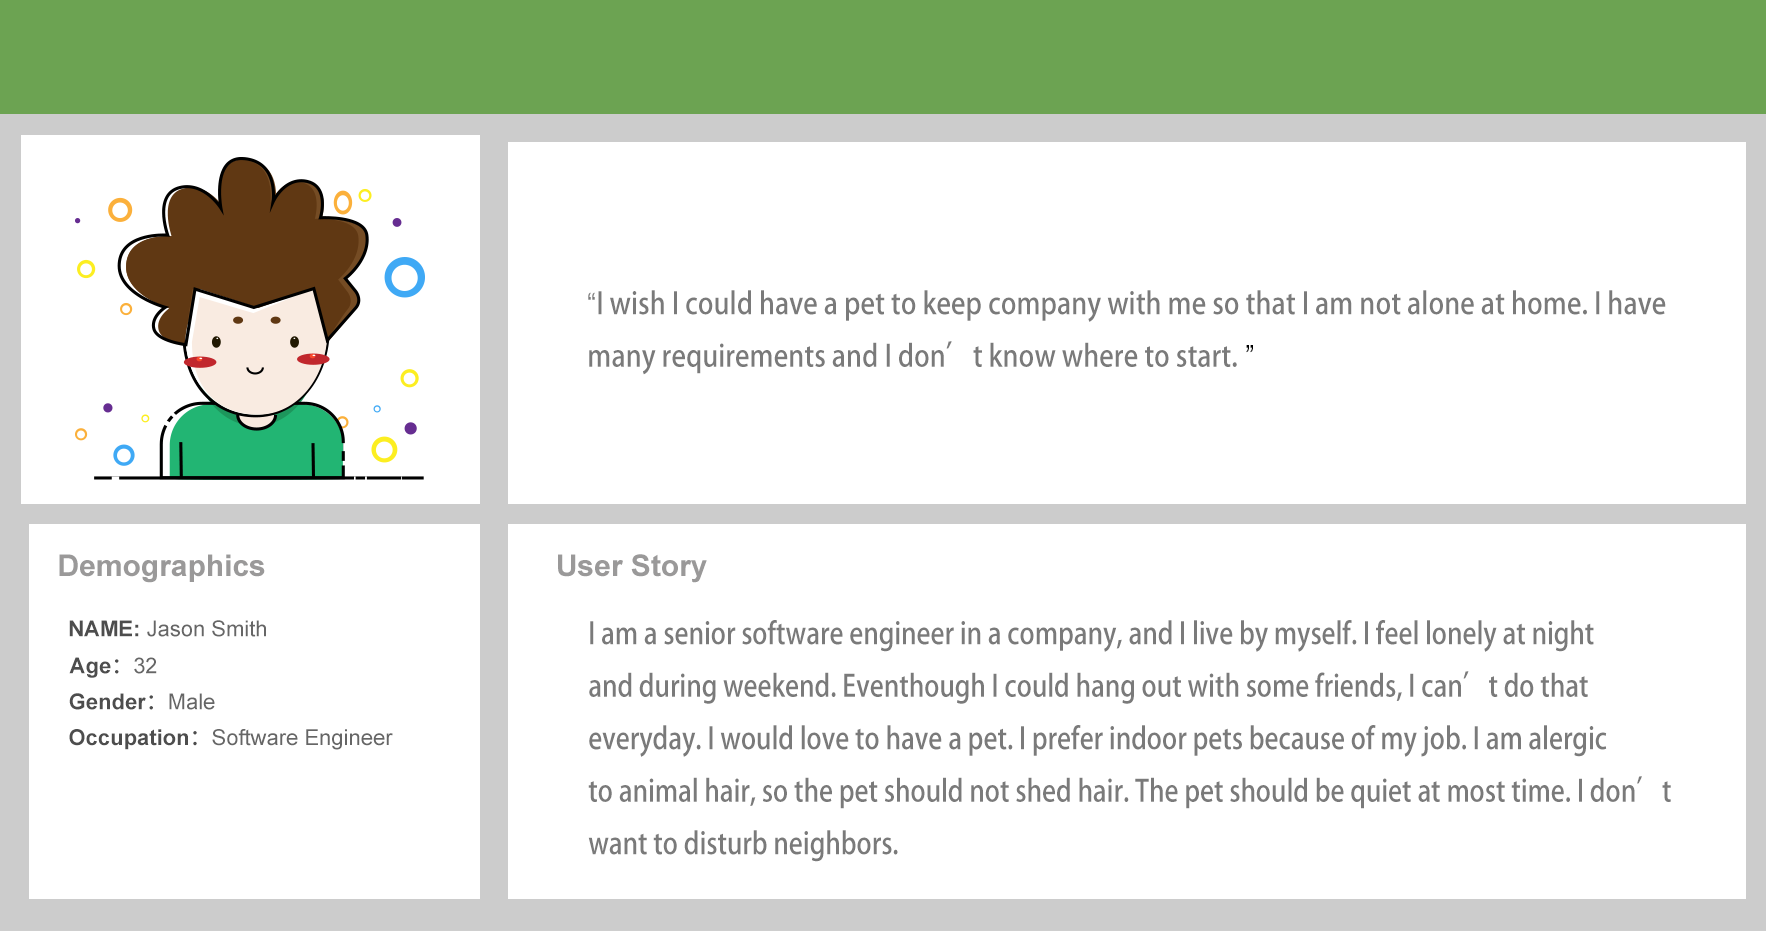 “I wish I could have a pet to keep company with me so that I am not alone at home. I have
many requirements and I don′ t know where to start. ”
Demographics
NAME: Jason Smith
Age： 32
Gender： Male
Occupation： Software Engineer
User Story
I am a senior software engineer in a company, and I live by myself. I feel lonely at night
and during weekend. Eventhough I could hang out with some friends, I can′ t do that
everyday. I would love to have a pet. I prefer indoor pets because of my job. I am alergic
to animal hair, so the pet should not shed hair. The pet should be quiet at most time. I don′ t
want to disturb neighbors.